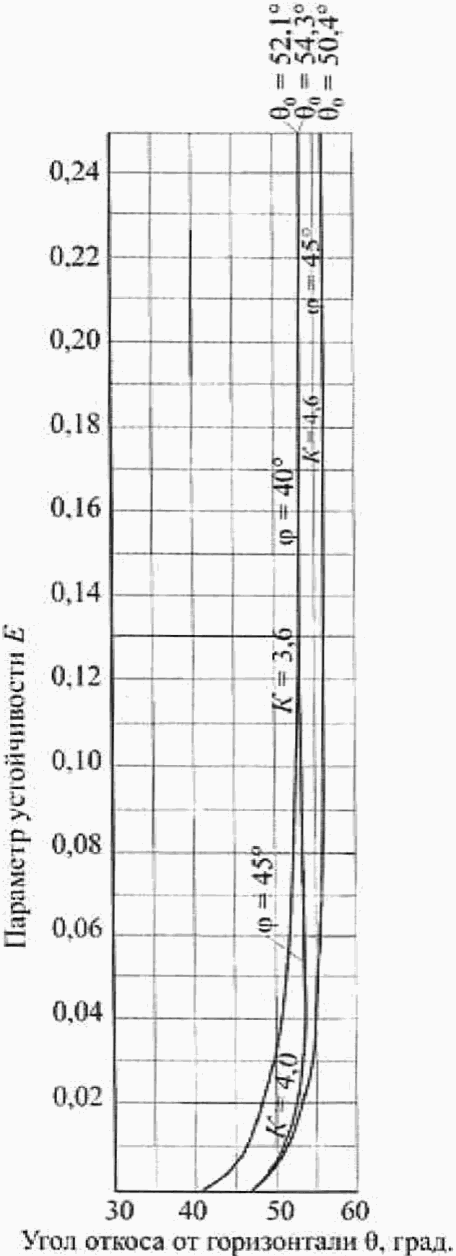 θ₀ = 52,1°
θ₀ = 54,3°
θ₀ = 50,4°
0,24
0,22
0,20
0,18
0,16
0,14
0,12
0,10
0,08
0,06
0,04
0,02
φ = 45°
K = 4,6
φ = 40°
K = 3,6
φ = 45°
K = 4,0
Параметр устойчивости E
30 40 50 60
Угол откоса от горизонтали θ, град.